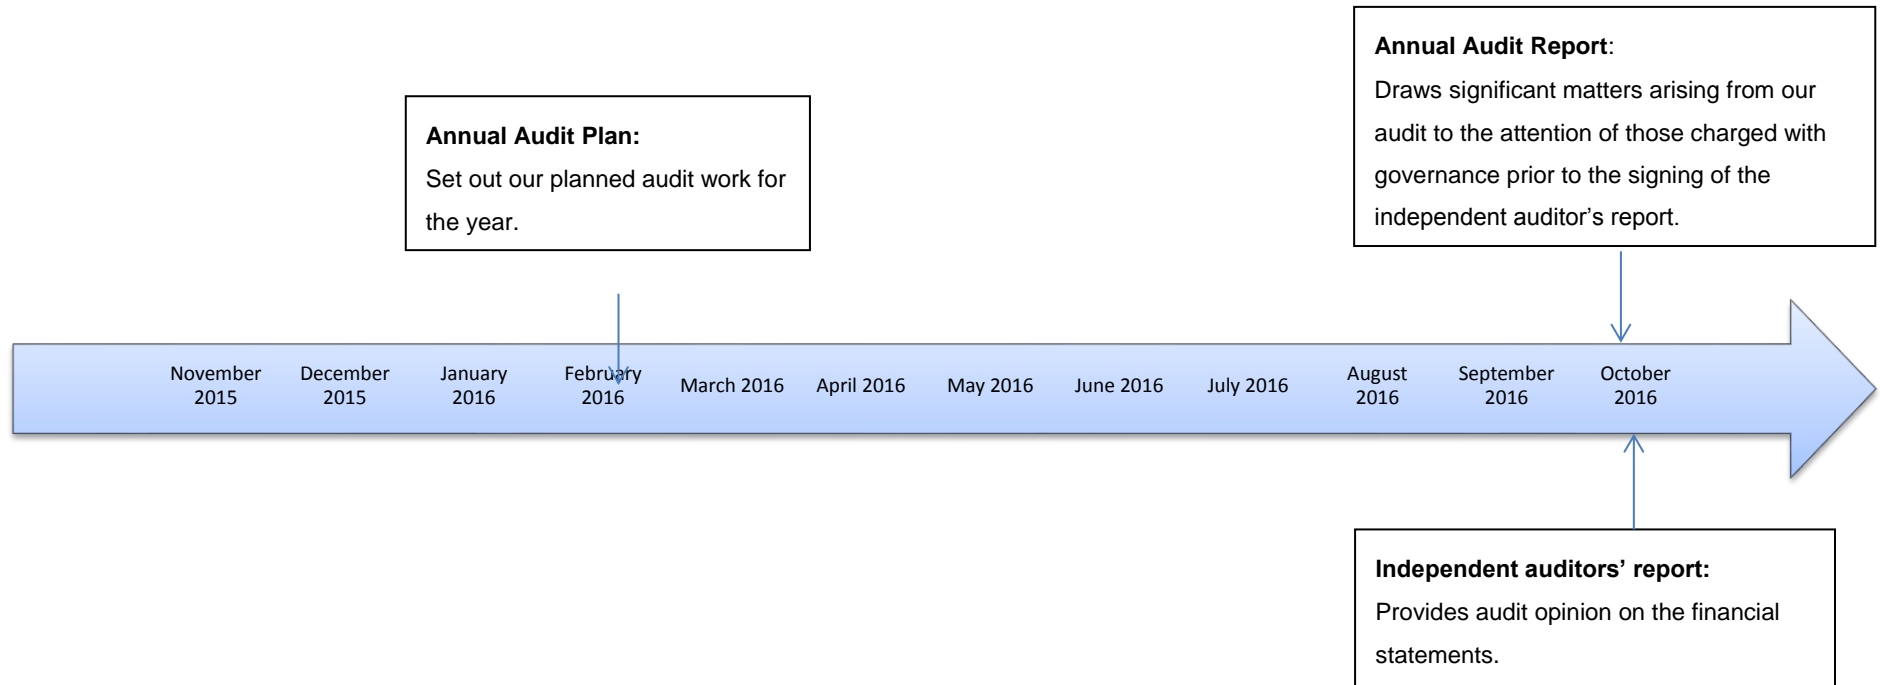 Annual Audit Report:
Draws significant matters arising from our
audit to the attention of those charged with
governance prior to the signing of the
independent auditor’s report.
Annual Audit Plan:
Set out our planned audit work for
the year.
November
2015
December
2015
January
2016
February
2016
March 2016
April 2016
May 2016
June 2016
July 2016
August
2016
September
2016
October
2016
Independent auditors’ report:
Provides audit opinion on the financial
statements.